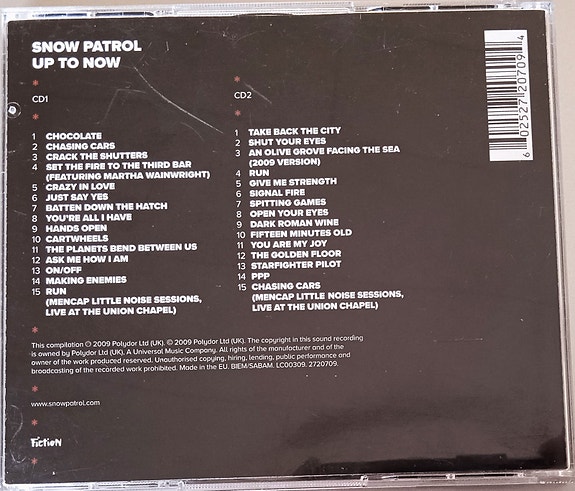 SNOW PATROL
UP TO NOW
*
CD1
*
1 CHOCOLATE
2 CHASING CARS
3 CRACK THE SHUTTERS
4 SET THE FIRE TO THE THIRD BAR
(FEATURING MARTHA WAINWRIGHT)
5 CRAZY IN LOVE
6 JUST SAY YES
7 BATTEN DOWN THE HATCH
8 YOU'RE ALL I HAVE
9 HANDS OPEN
10 CARTWHEELS
11 THE PLANETS BEND BETWEEN US
12 ASK ME HOW I AM
13 ON/OFF
14 MAKING ENEMIES
15 RUN
(MENCAP LITTLE NOISE SESSIONS,
LIVE AT THE UNION CHAPEL)
*
CD2
*
1 TAKE BACK THE CITY
2 SHUT YOUR EYES
3 AN OLIVE GROVE FACING THE SEA
(2009 VERSION)
4 RUN
5 GIVE ME STRENGTH
6 SIGNAL FIRE
7 SPITTING GAMES
8 OPEN YOUR EYES
9 DARK ROMAN WINE
10 FIFTEEN MINUTES OLD
11 YOU ARE MY JOY
12 THE GOLDEN FLOOR
13 STARFIGHTER PILOT
14 PPP
15 CHASING CARS
(MENCAP LITTLE NOISE SESSIONS,
LIVE AT THE UNION CHAPEL)
*
This compilation ℗ 2009 Polydor Ltd (UK). © 2009 Polydor Ltd (UK). The copyright in this sound recording
is owned by Polydor Ltd (UK), A Universal Music Company. All rights of the manufacturer and of the
owner of the work produced reserved. Unauthorised copying, hiring, lending, public performance and
broadcasting of the recorded work prohibited. Made in the EU. BIEM/SABAM. LC00309. 2720709.
*
www.snowpatrol.com
*
Fiction
*
6 02527 20709 4